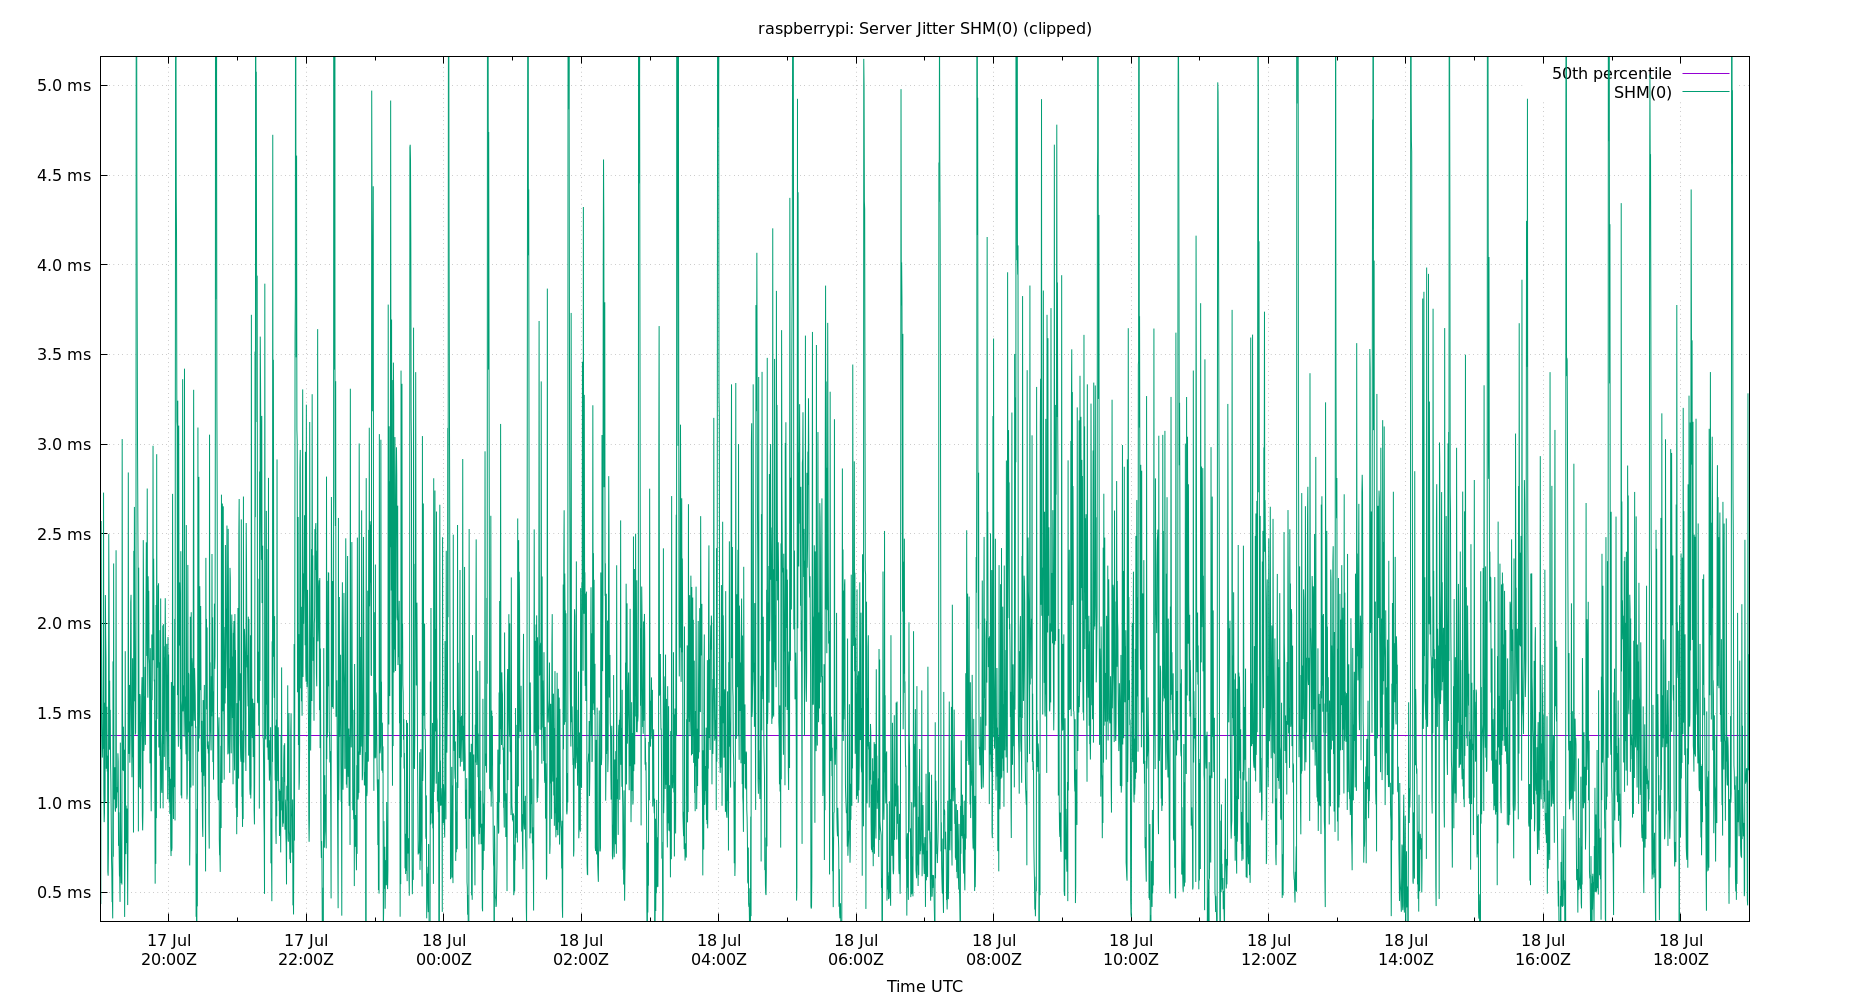 raspberrypi: Server Jitter SHM(0) (clipped)
50th percentile
SHM(0)
5.0 ms
4.5 ms
4.0 ms
3.5 ms
3.0 ms
2.5 ms
2.0 ms
1.5 ms
1.0 ms
0.5 ms
17 Jul 17 Jul 18 Jul 18 Jul 18 Jul 18 Jul 18 Jul 18 Jul 18 Jul 18 Jul 18 Jul 18 Jul
20:00Z 22:00Z 00:00Z 02:00Z 04:00Z 06:00Z 08:00Z 10:00Z 12:00Z 14:00Z 16:00Z 18:00Z
Time UTC